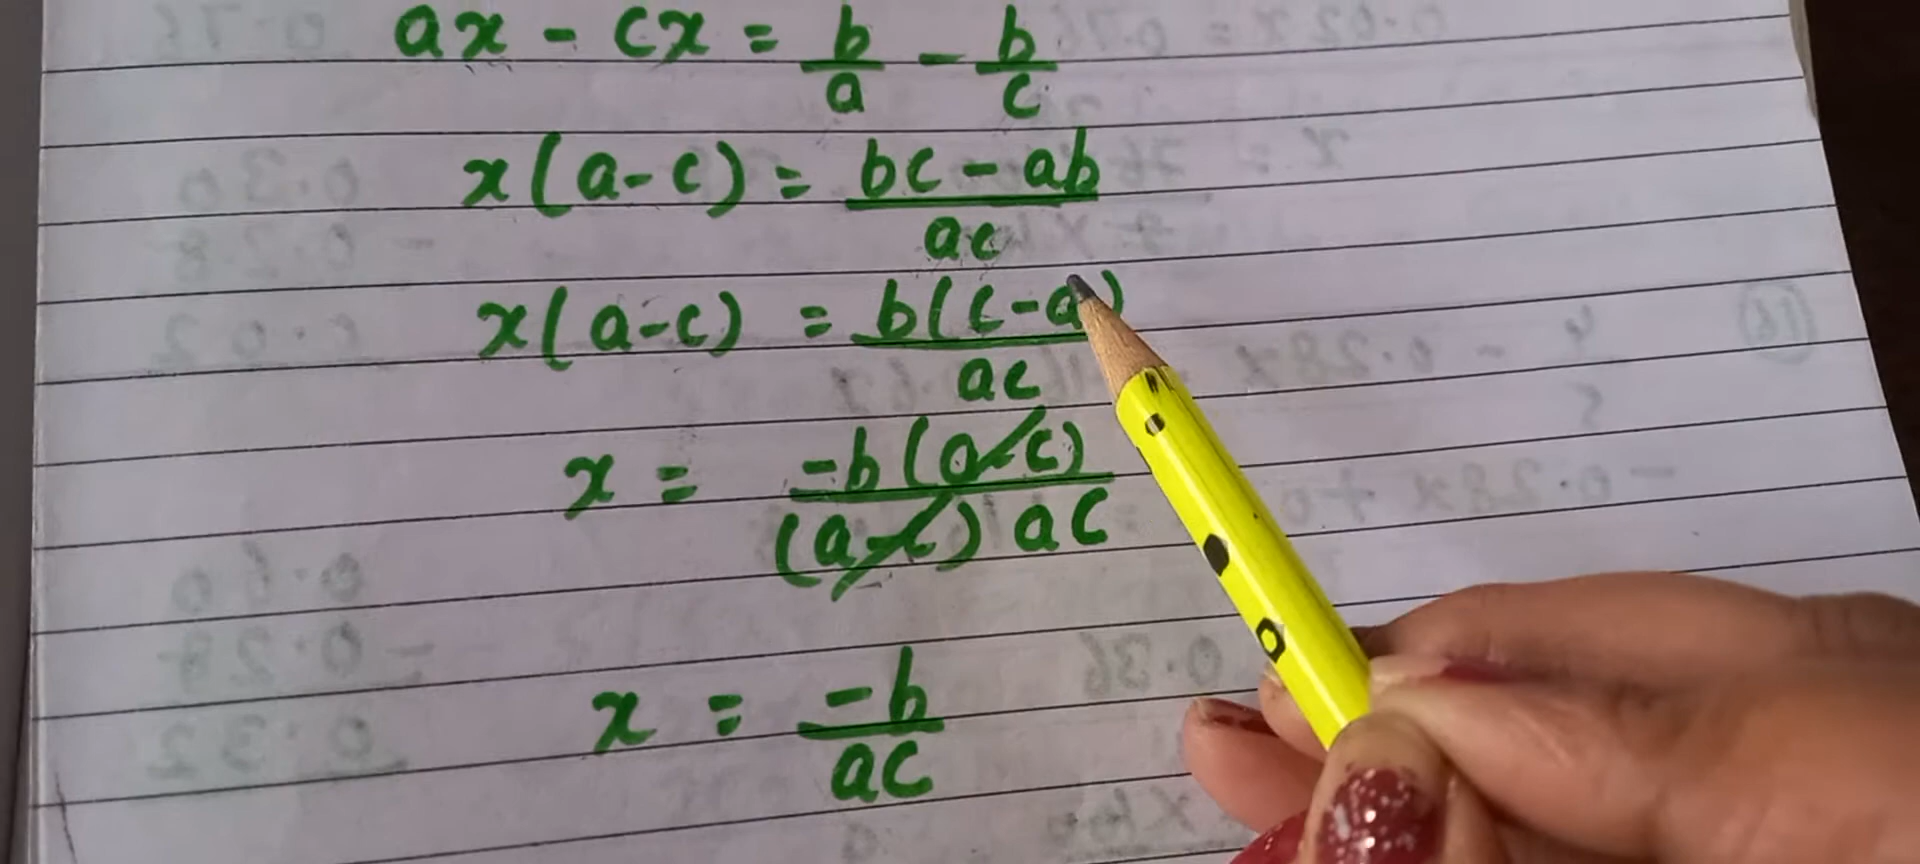 ax - cx = b/a - b/c
x(a-c) = bc - ab/ac
x(a-c) = b(c-a)/ac
x = -b(a-c)/(a-c)ac
x = -b/ac